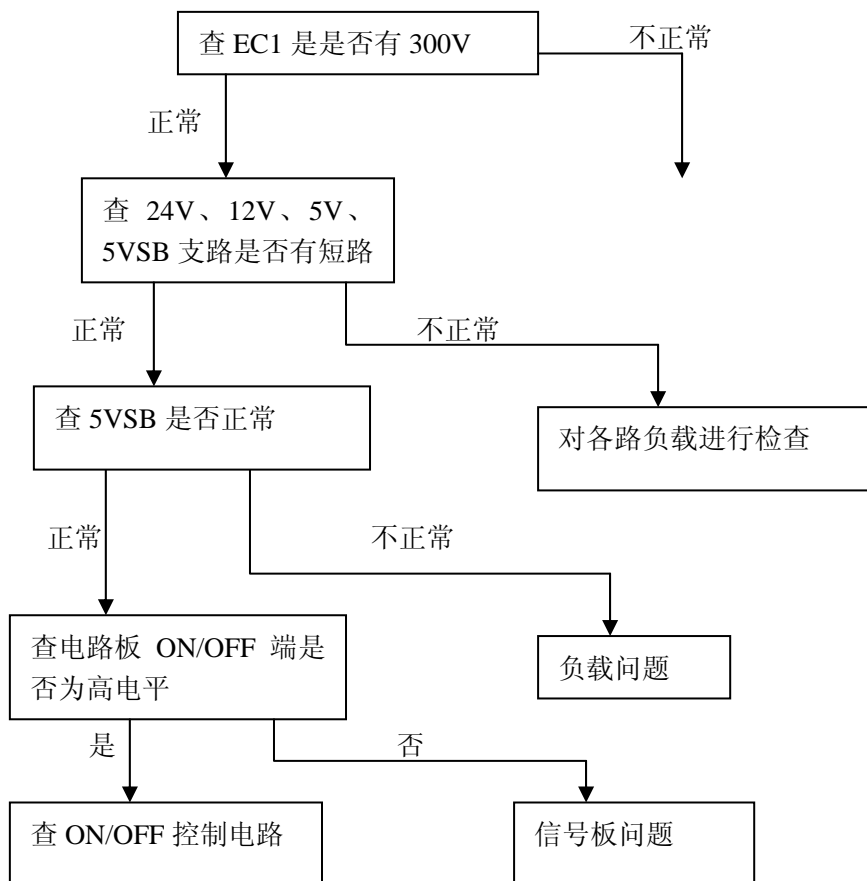 查 EC1 是是否有 300V
不正常
正常
查 24V、12V、5V、
5VSB 支路是否有短路
正常
不正常
查 5VSB 是否正常
对各路负载进行检查
正常
不正常
查电路板 ON/OFF 端是
否为高电平
负载问题
是
否
查 ON/OFF 控制电路
信号板问题